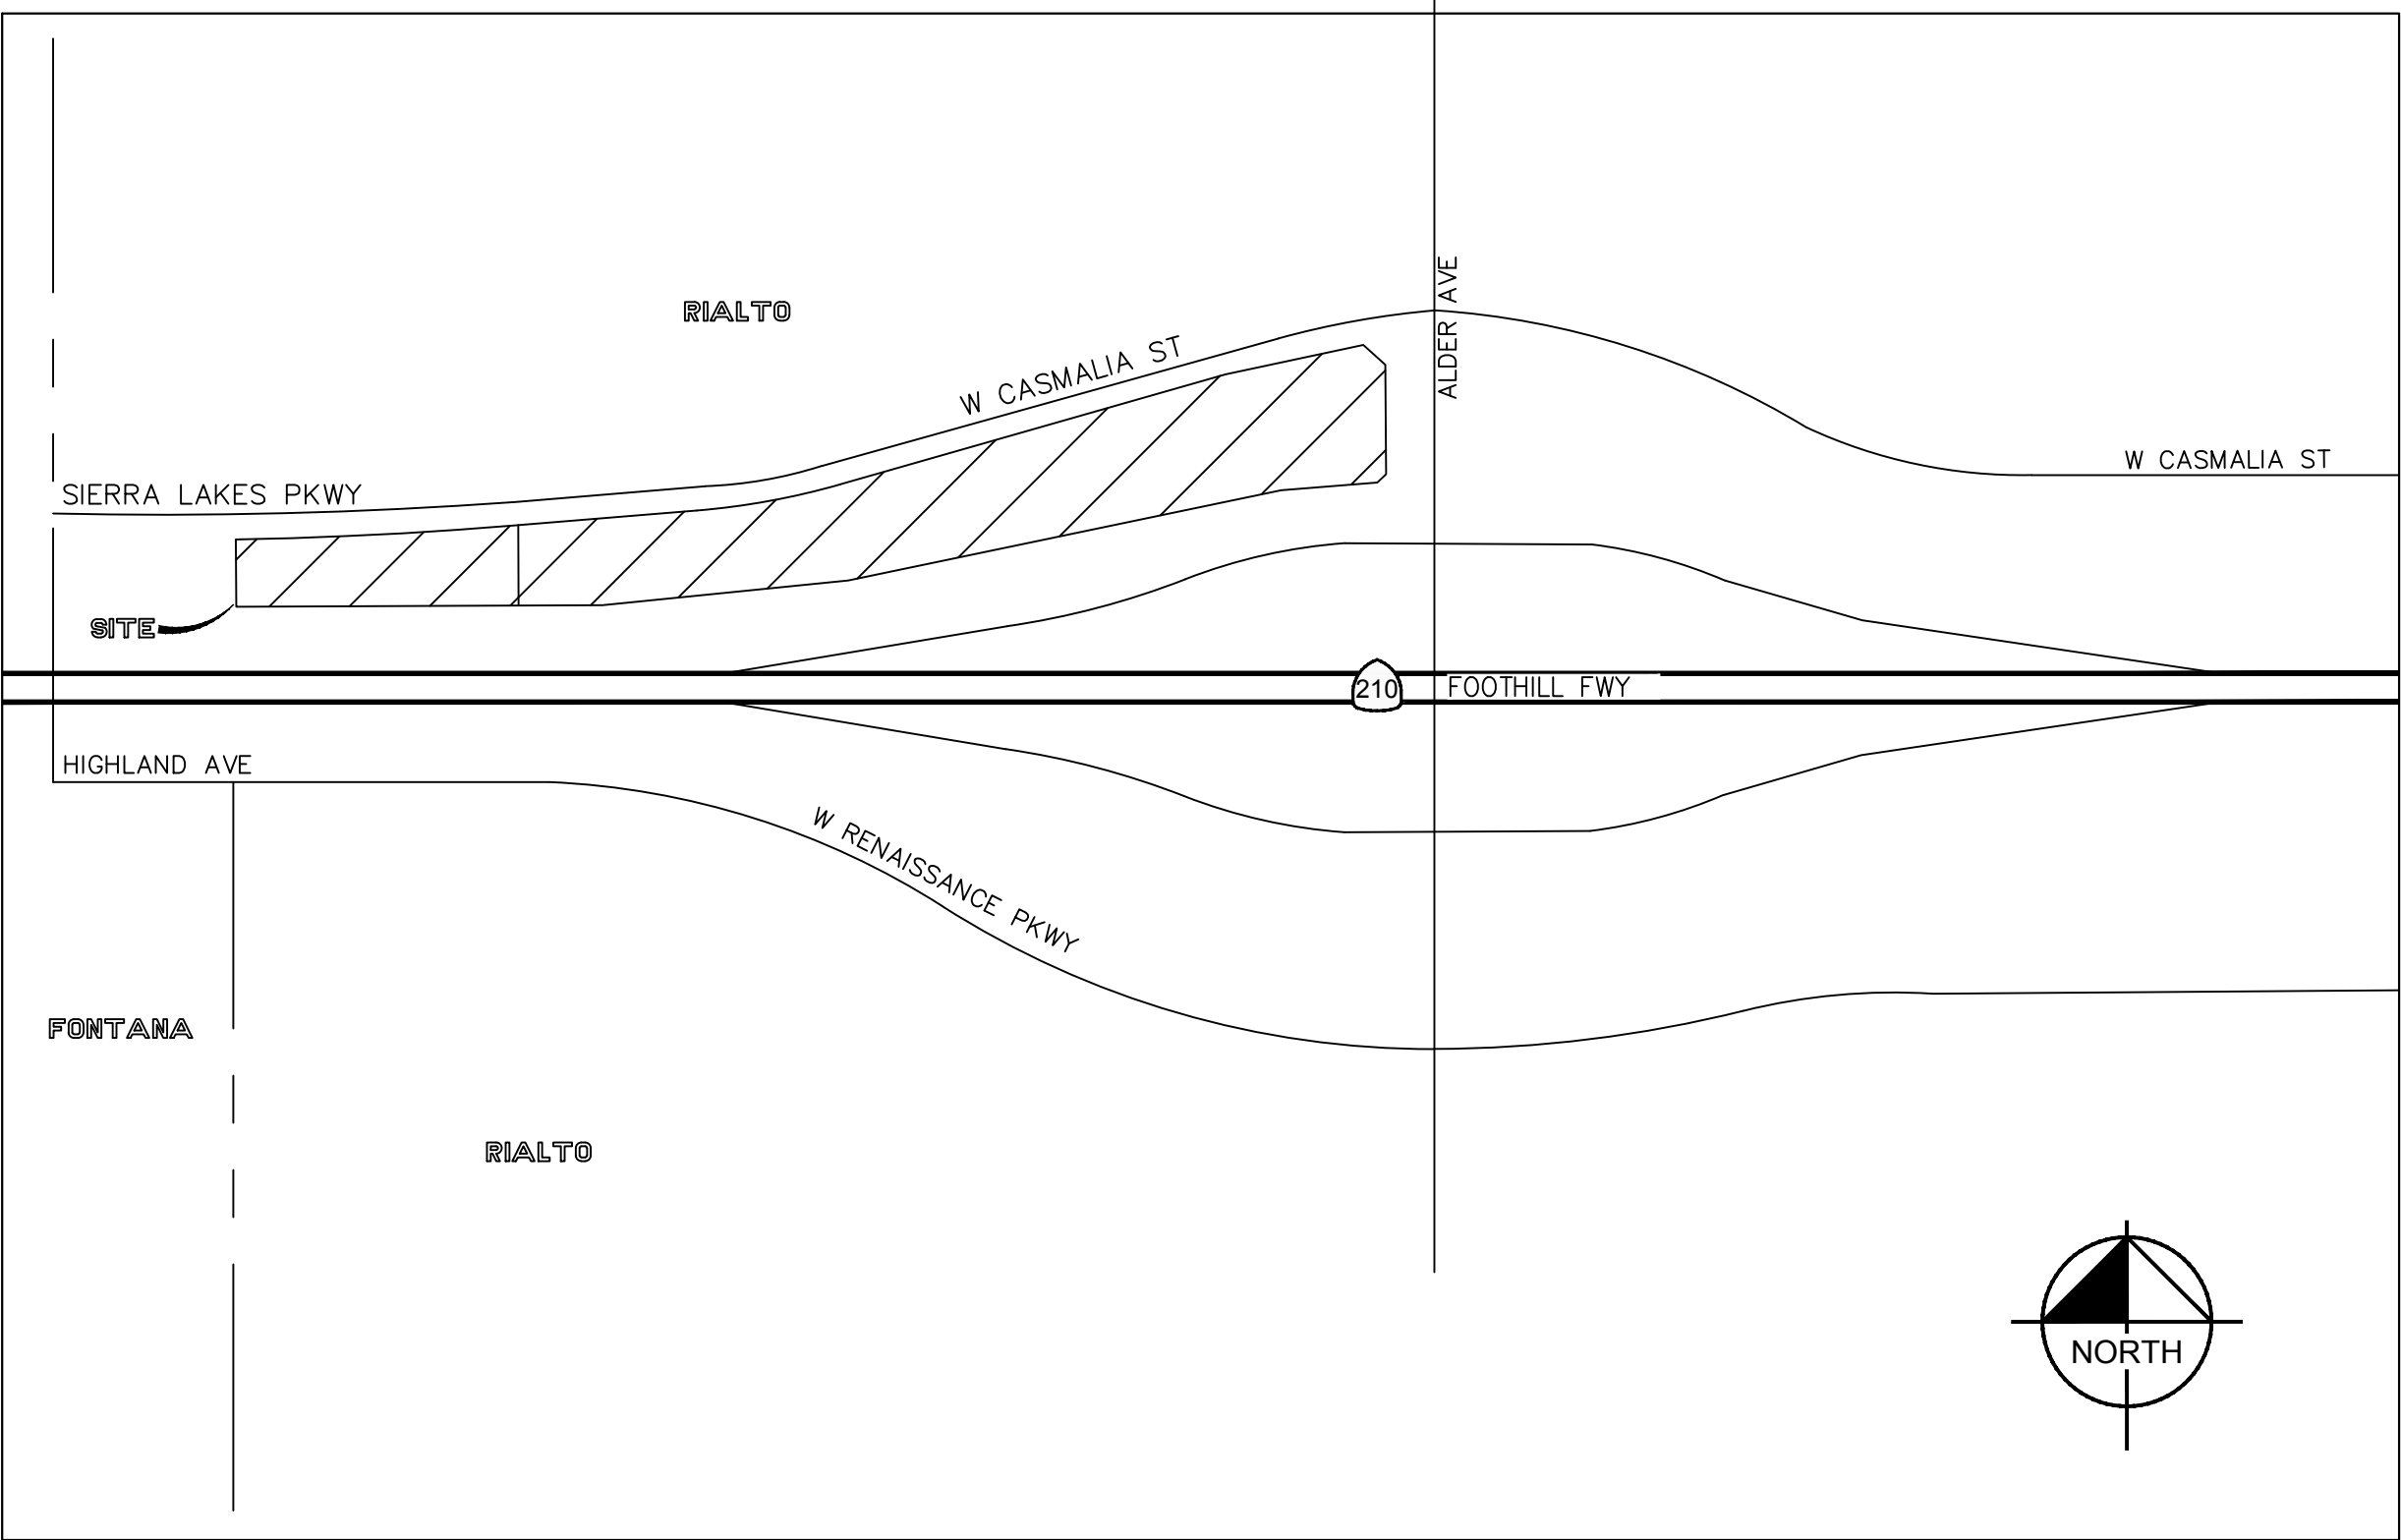 ALDER AVE
RIALTO
W CASMALIA ST
W CASMALIA ST
SIERRA LAKES PKWY
SITE
210
FOOTHILL FWY
HIGHLAND AVE
W RENAISSANCE PKWY
FONTANA
RIALTO
NORTH